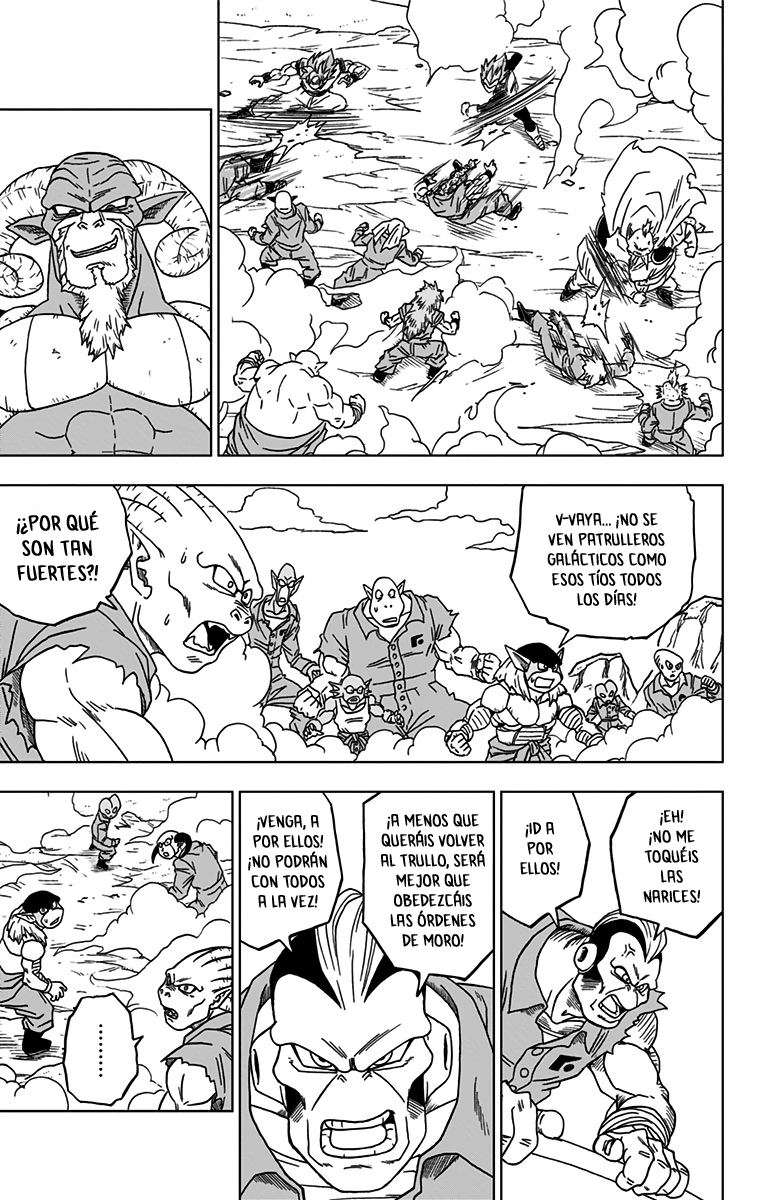 V-VAYA... ¡NO SE
VEN PATRULLEROS
GALÁCTICOS COMO
ESOS TÍOS TODOS
LOS DÍAS!
¡¿POR QUÉ
SON TAN
FUERTES?!
¡EH!
¡NO ME
TOQUÉIS
LAS
NARICES!
¡ID A
POR
ELLOS!
¡A MENOS QUE
QUERÁIS VOLVER
AL TRULLO, SERÁ
MEJOR QUE
OBEDEZCÁIS
LAS ÓRDENES
DE MORO!
¡VENGA, A
POR ELLOS!
¡NO PODRÁN
CON TODOS
A LA VEZ!
.........